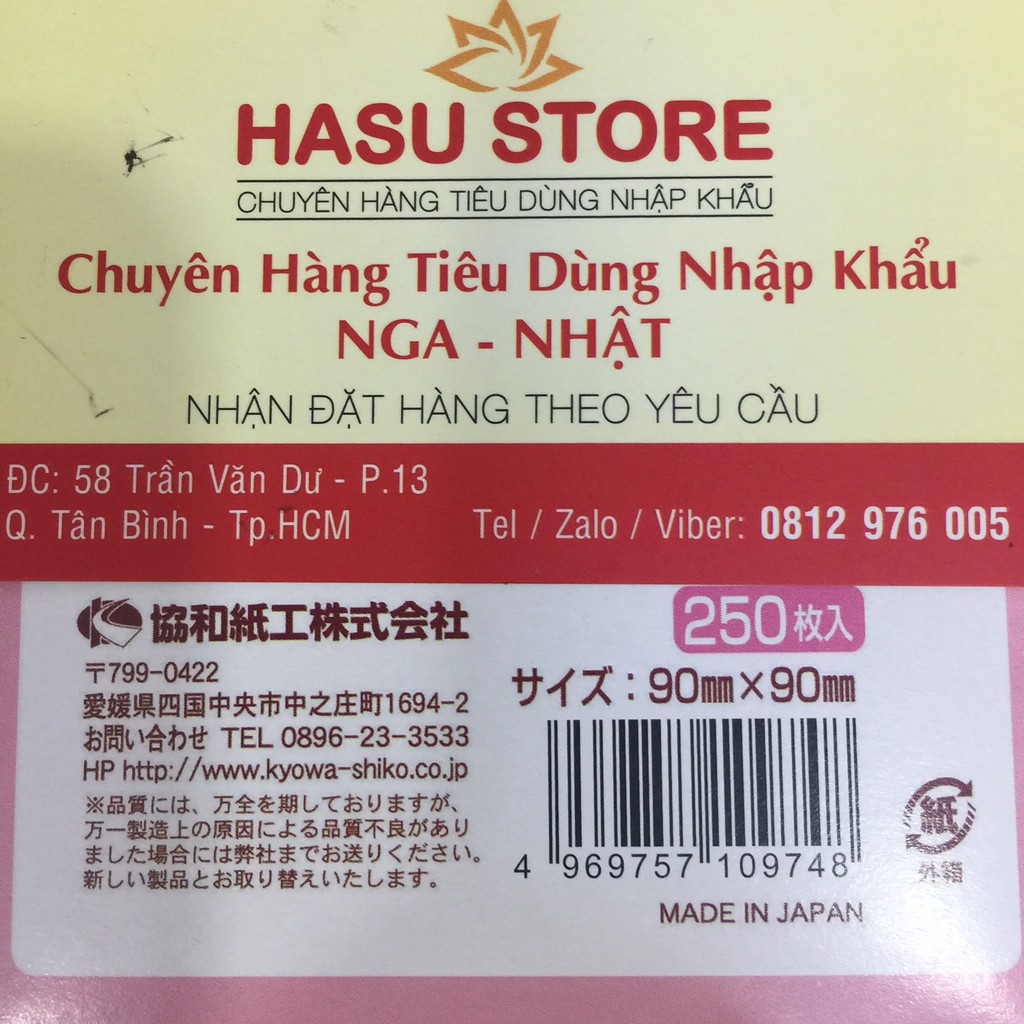 HASU STORE
CHUYÊN HÀNG TIÊU DÙNG NHẬP KHẨU
Chuyên Hàng Tiêu Dùng Nhập Khẩu
NGA - NHẬT
NHẬN ĐẶT HÀNG THEO YÊU CẦU
ĐC: 58 Trần Văn Dư - P.13
Q. Tân Bình - Tp.HCM
Tel / Zalo / Viber: 0812 976 005
協和紙工株式会社
〒799-0422
愛媛県四国中央市中之庄町1694-2
お問い合わせ TEL 0896-23-3533
HP http://www.kyowa-shiko.co.jp
※品質には、万全を期しておりますが、
万一製造上の原因による品質不良があり
ました場合には弊社までお送りください。
新しい製品とお取り替えいたします。
250枚入
サイズ：90㎜×90㎜
4 969757 109748
MADE IN JAPAN
紙
外箱